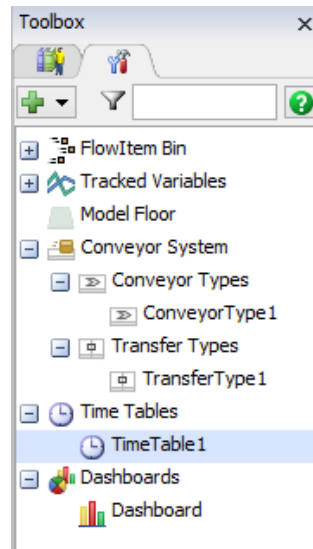 Toolbox
FlowItem Bin
Tracked Variables
Model Floor
Conveyor System
Conveyor Types
ConveyorType1
Transfer Types
TransferType1
Time Tables
TimeTable1
Dashboards
Dashboard